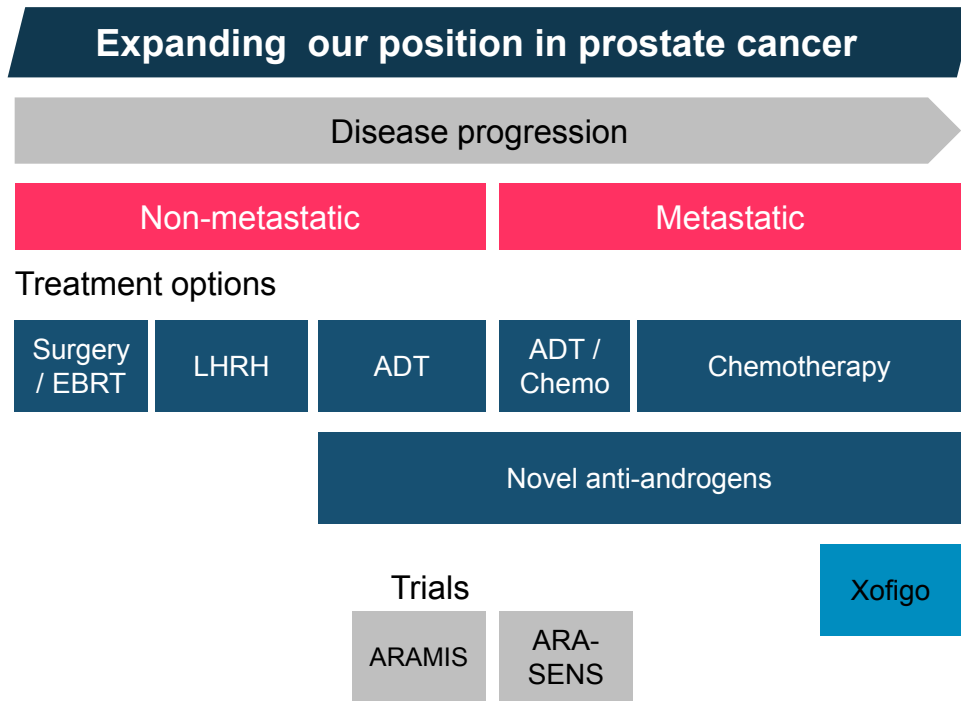 Expanding our position in prostate cancer
Disease progression
Non-metastatic
Metastatic
Treatment options
Surgery
/ EBRT
LHRH
ADT
ADT /
Chemo
Chemotherapy
Novel anti-androgens
Xofigo
Trials
ARAMIS
ARA-
SENS